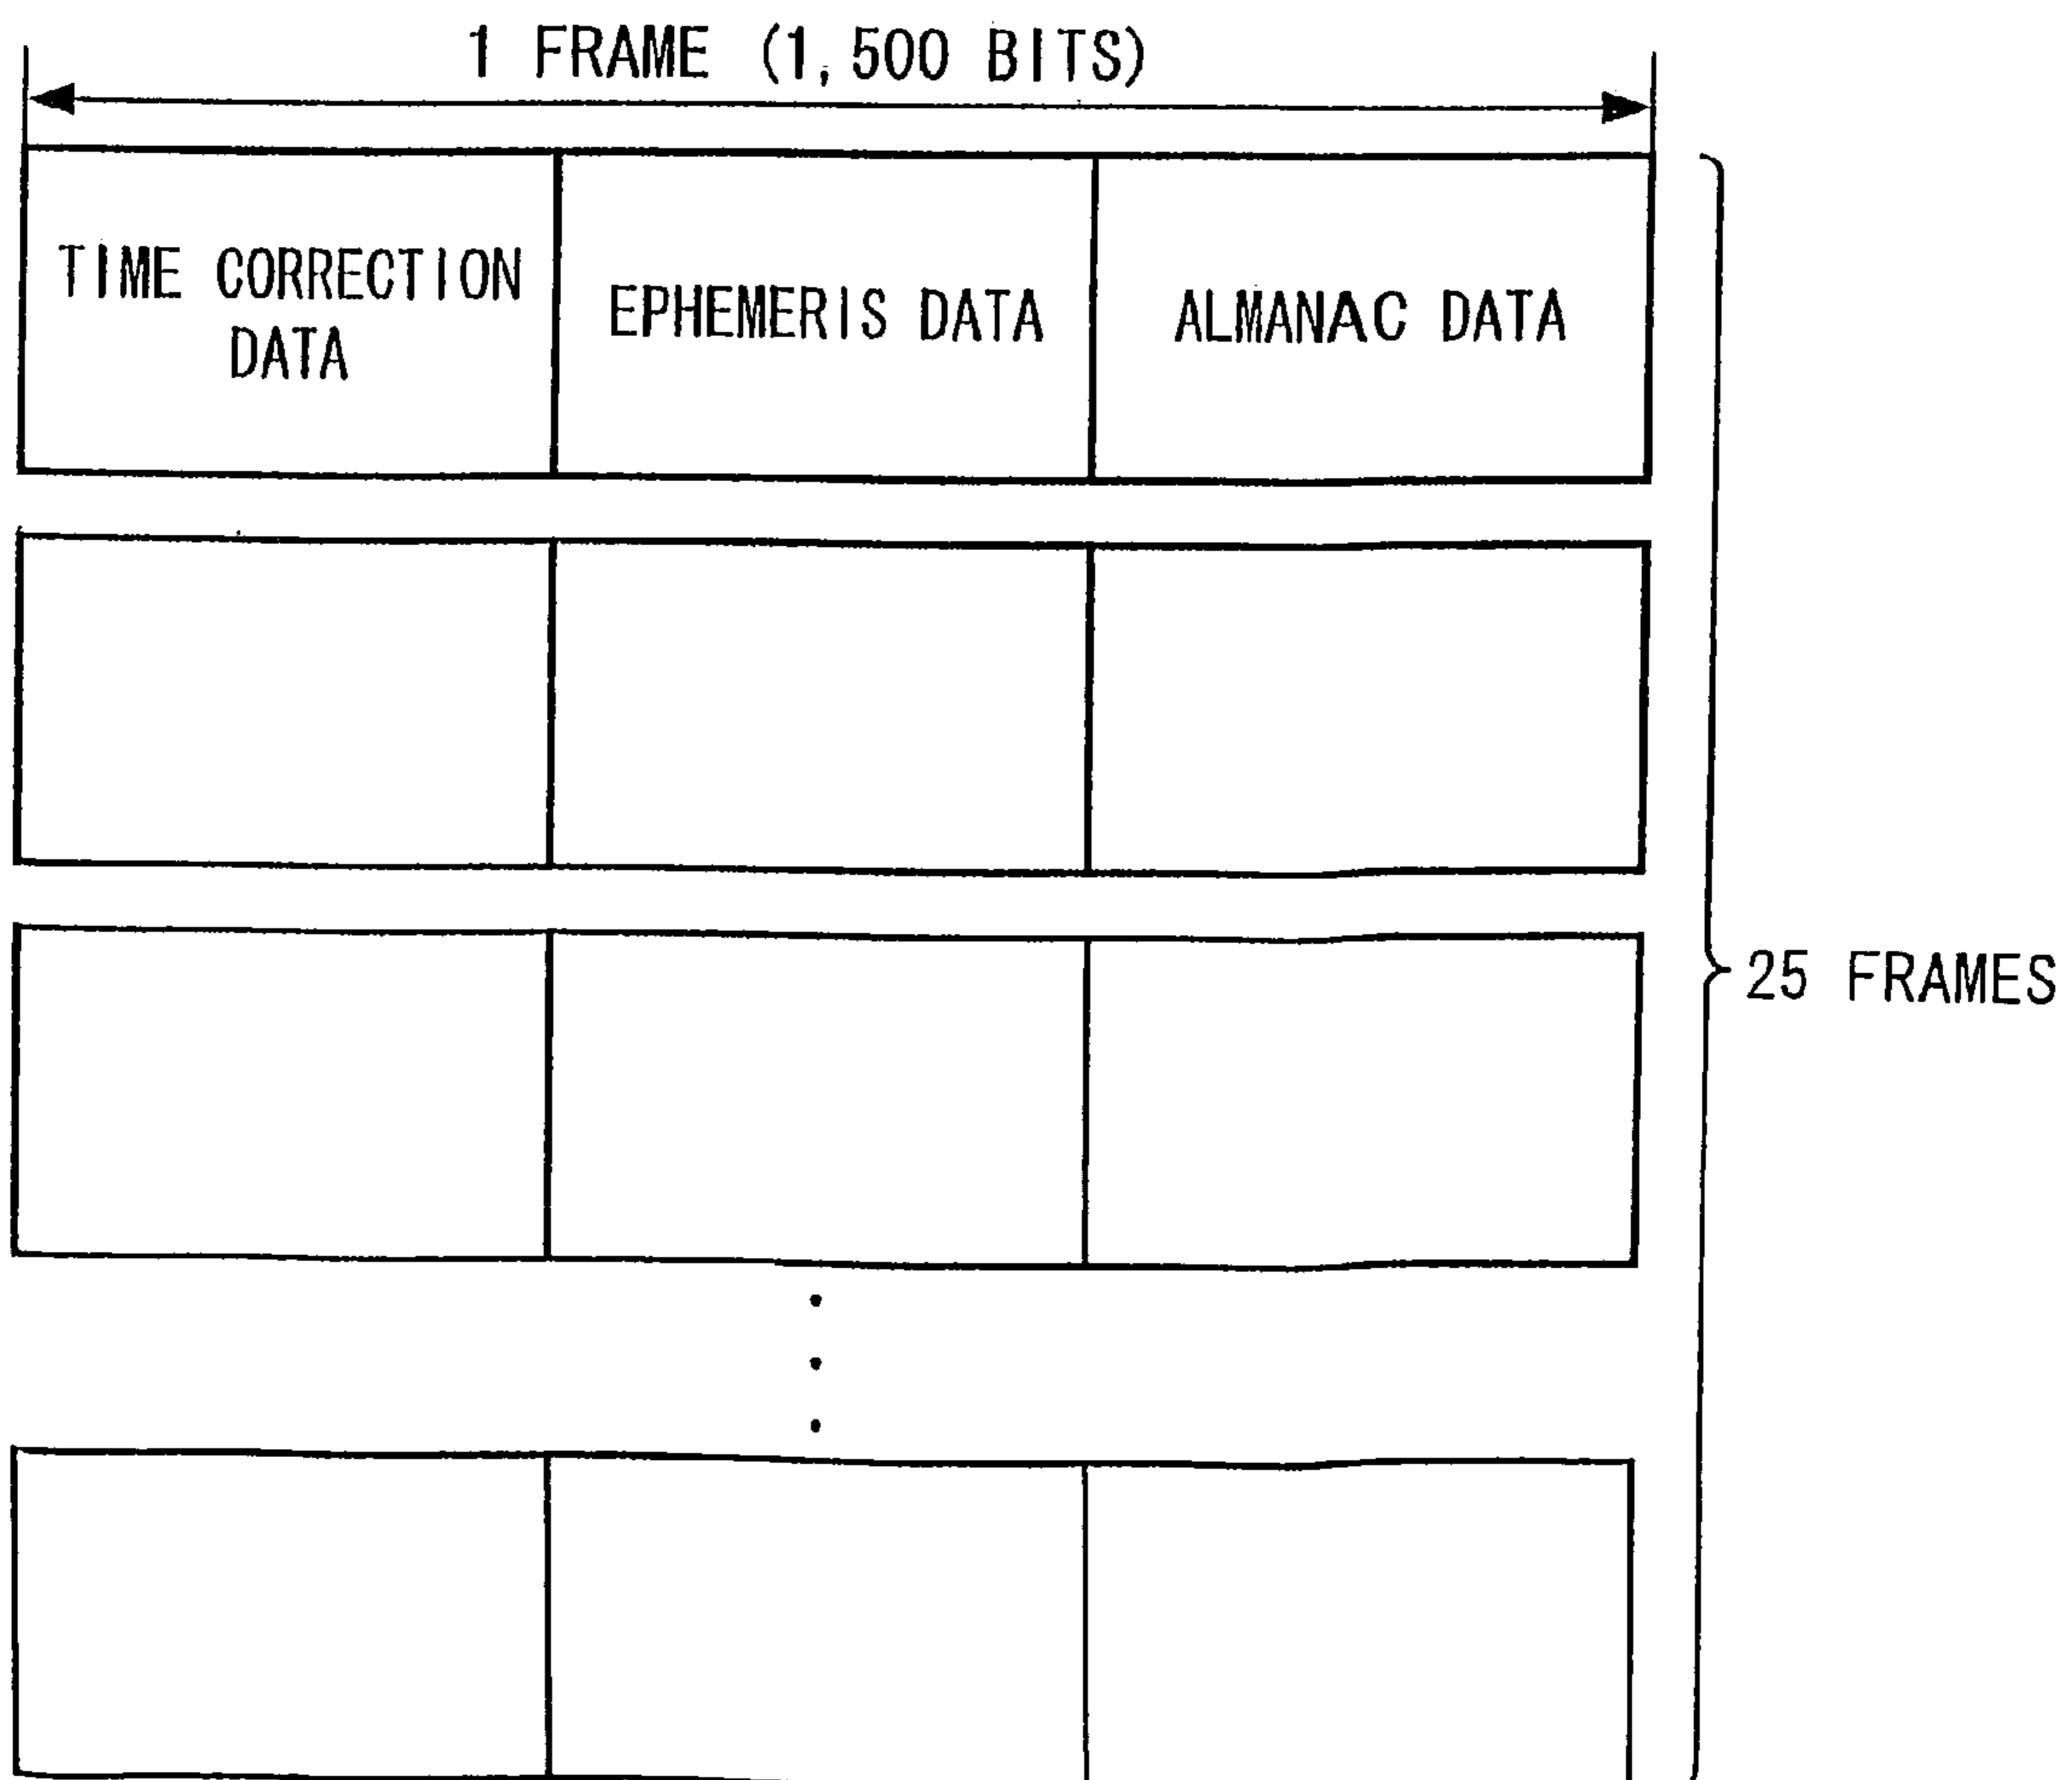 1 FRAME (1,500 BITS)
TIME CORRECTION
DATA
EPHEMERIS DATA
ALMANAC DATA
25 FRAMES